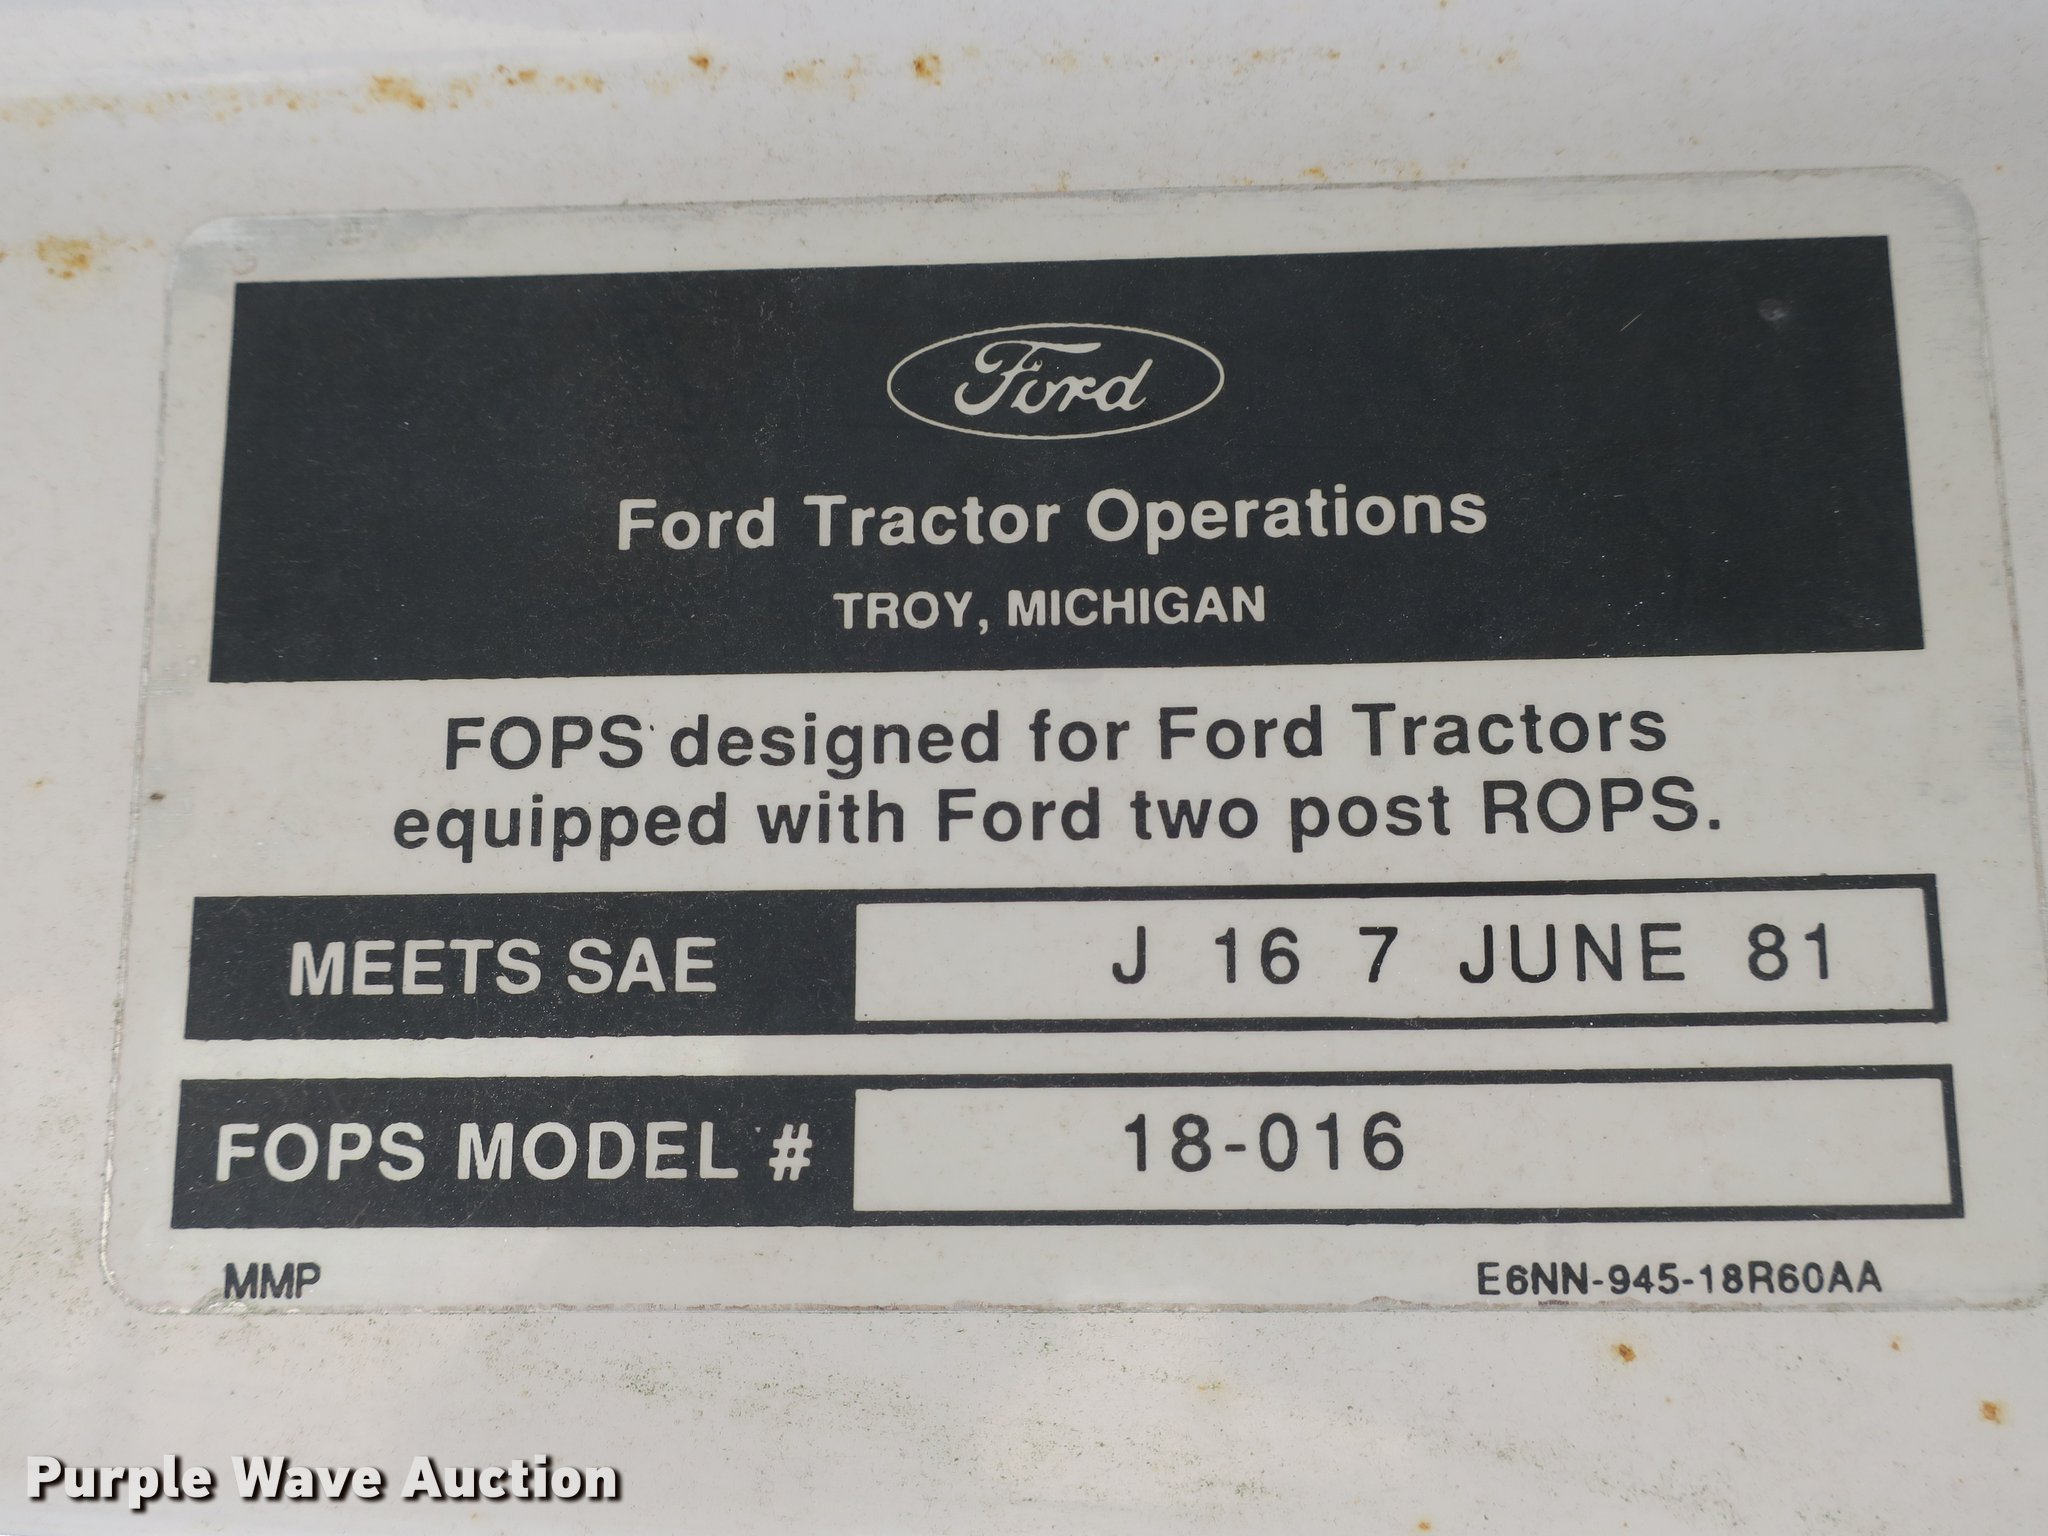 Ford
Ford Tractor Operations
TROY, MICHIGAN
FOPS designed for Ford Tractors
equipped with Ford two post ROPS.
MEETS SAE J 16 7 JUNE 81
FOPS MODEL # 18-016
MMP E6NN-945-18R60AA
Purple Wave Auction